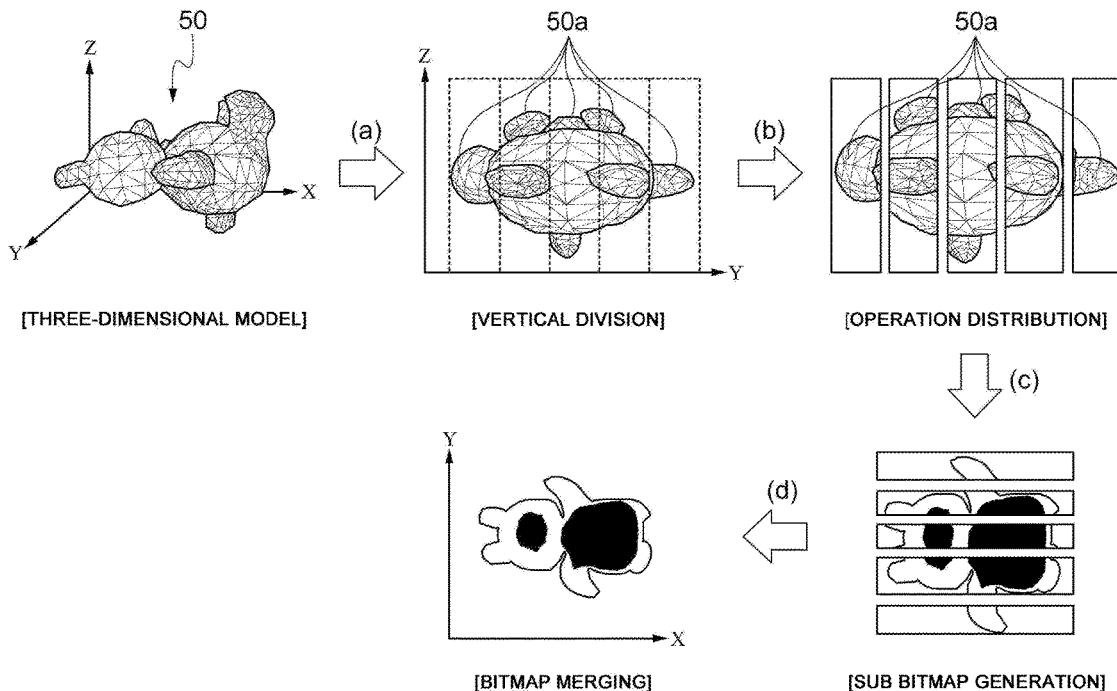 50
Z
X
Y
[THREE-DIMENSIONAL MODEL]
(a)
50a
Z
Y
[VERTICAL DIVISION]
(b)
50a
[OPERATION DISTRIBUTION]
(c)
[SUB BITMAP GENERATION]
(d)
Y
X
[BITMAP MERGING]